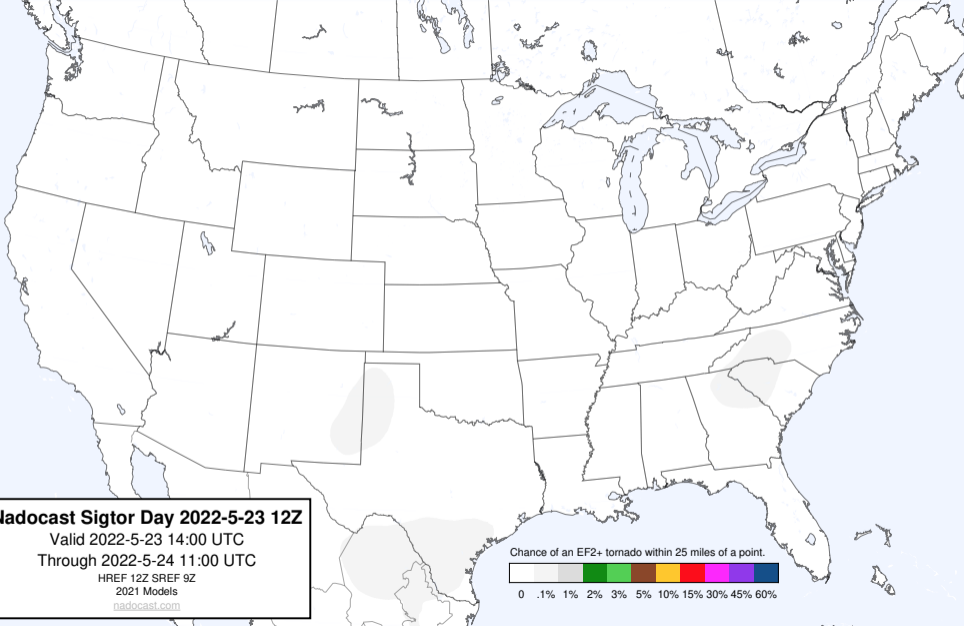 Nadocast Sigtor Day 2022-5-23 12Z
Valid 2022-5-23 14:00 UTC
Through 2022-5-24 11:00 UTC
HREF 12Z SREF 9Z
2021 Models
nadocast.com
Chance of an EF2+ tornado within 25 miles of a point.
0 .1% 1% 2% 3% 5% 10% 15% 30% 45% 60%